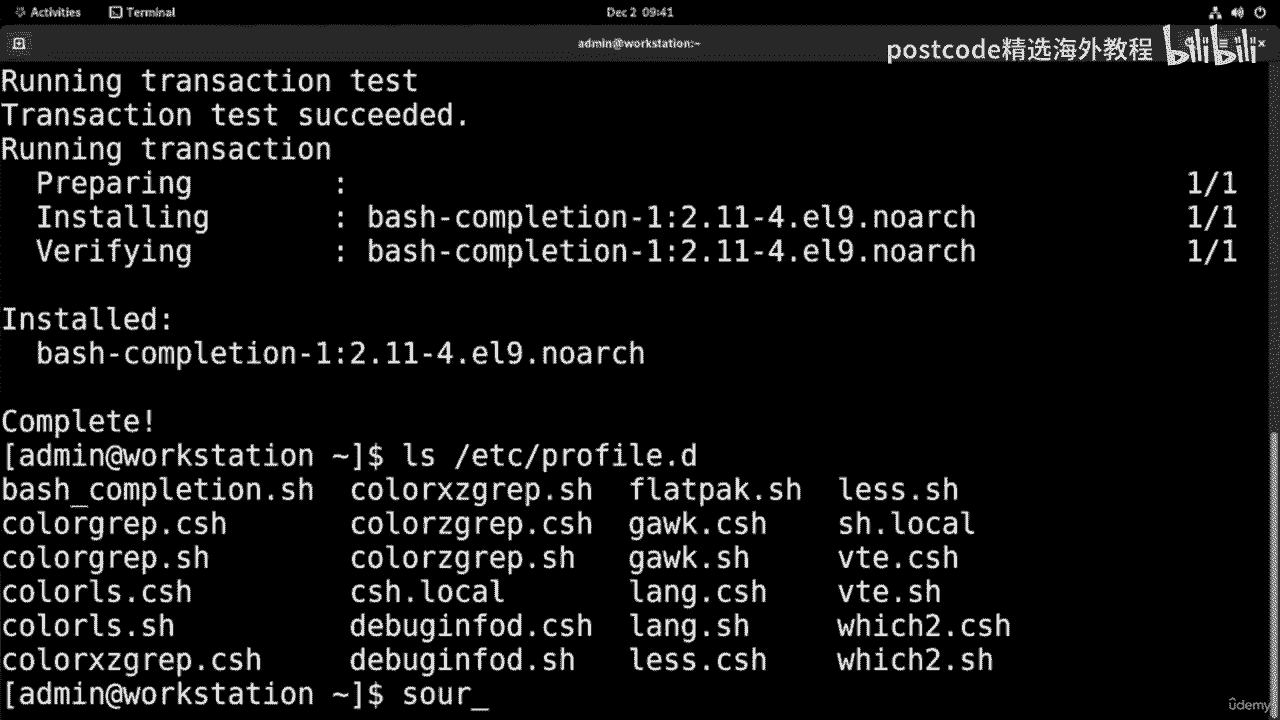 Activities Terminal Dec 2 09:41
admin@workstation:~
postcode精选海外教程 bilibili
Running transaction test
Transaction test succeeded.
Running transaction
Preparing : 1/1
Installing : bash-completion-1:2.11-4.el9.noarch 1/1
Verifying : bash-completion-1:2.11-4.el9.noarch 1/1
Installed:
bash-completion-1:2.11-4.el9.noarch
Complete!
[admin@workstation ~]$ ls /etc/profile.d
bash_completion.sh colorxzgrep.sh flatpak.sh less.sh
colorgrep.csh colorzgrep.csh gawk.csh sh.local
colorgrep.sh colorzgrep.sh gawk.sh vte.csh
colorls.csh csh.local lang.csh vte.sh
colorls.sh debuginfod.csh lang.sh which2.csh
colorxzgrep.csh debuginfod.sh less.csh which2.sh
[admin@workstation ~]$ sour_
ûdemy